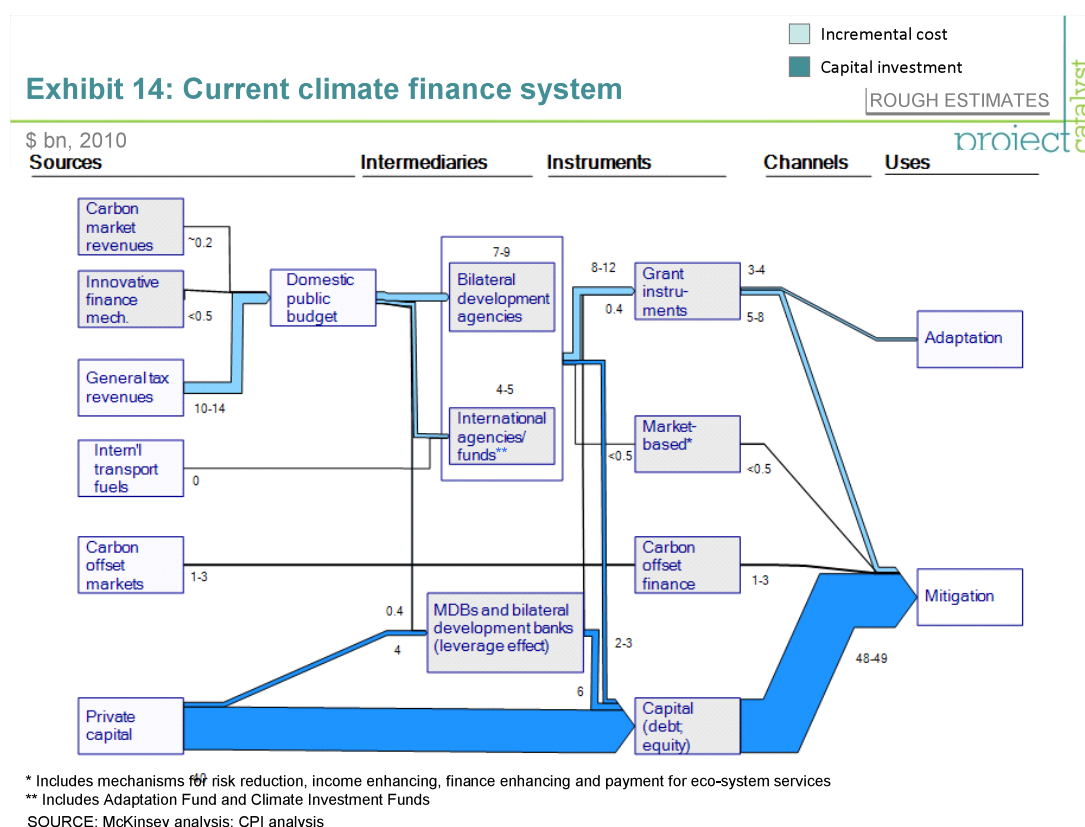 Incremental cost
Capital investment
Exhibit 14: Current climate finance system
ROUGH ESTIMATES
project
catalyst
$ bn, 2010
Sources
Intermediaries
Instruments
Channels
Uses
Carbon
market
revenues
~0.2
Innovative
finance
mech.
<0.5
General tax
revenues
10-14
Intern'l
transport
fuels
0
Carbon
offset
markets
1-3
Private
capital
40
Domestic
public
budget
7-9
Bilateral
development
agencies
4-5
International
agencies/
funds**
0.4
4
MDBs and bilateral
development banks
(leverage effect)
6
2-3
8-12
0.4
Grant
instru-
ments
3-4
5-8
<0.5
Market-
based*
<0.5
Carbon
offset
finance
1-3
Capital
(debt;
equity)
48-49
Adaptation
Mitigation
* Includes mechanisms for risk reduction, income enhancing, finance enhancing and payment for eco-system services
** Includes Adaptation Fund and Climate Investment Funds
SOURCE: McKinsey analysis; CPI analysis